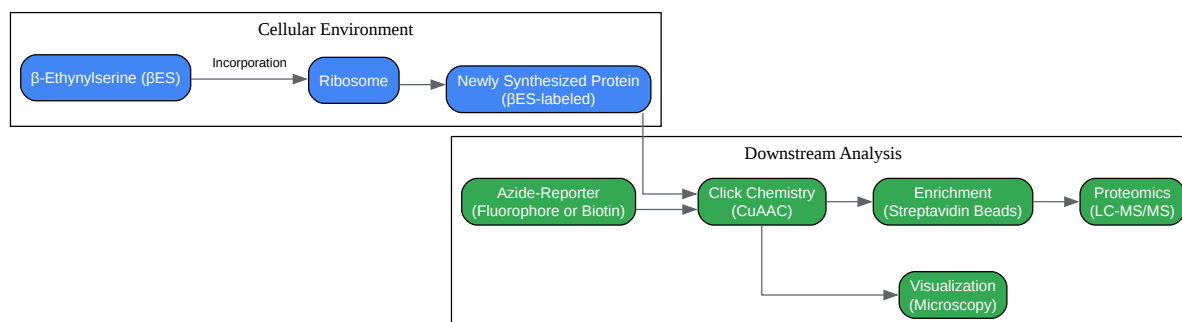 Cellular Environment
β-Ethynylserine (βES)
Incorporation
Ribosome
Newly Synthesized Protein
(βES-labeled)
Downstream Analysis
Azide-Reporter
(Fluorophore or Biotin)
Click Chemistry
(CuAAC)
Enrichment
(Streptavidin Beads)
Proteomics
(LC-MS/MS)
Visualization
(Microscopy)